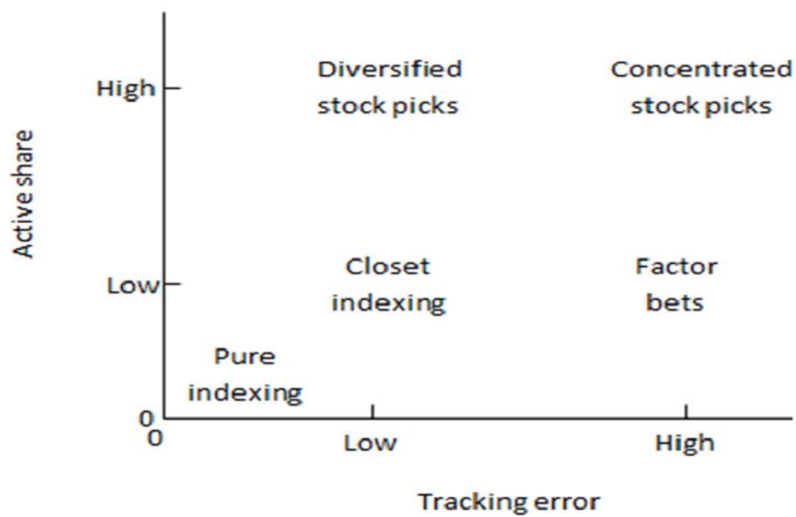 Diversified
stock picks
Concentrated
stock picks
High
Active share
Closet
indexing
Factor
bets
Low
Pure
indexing
0
0
Low
High
Tracking error